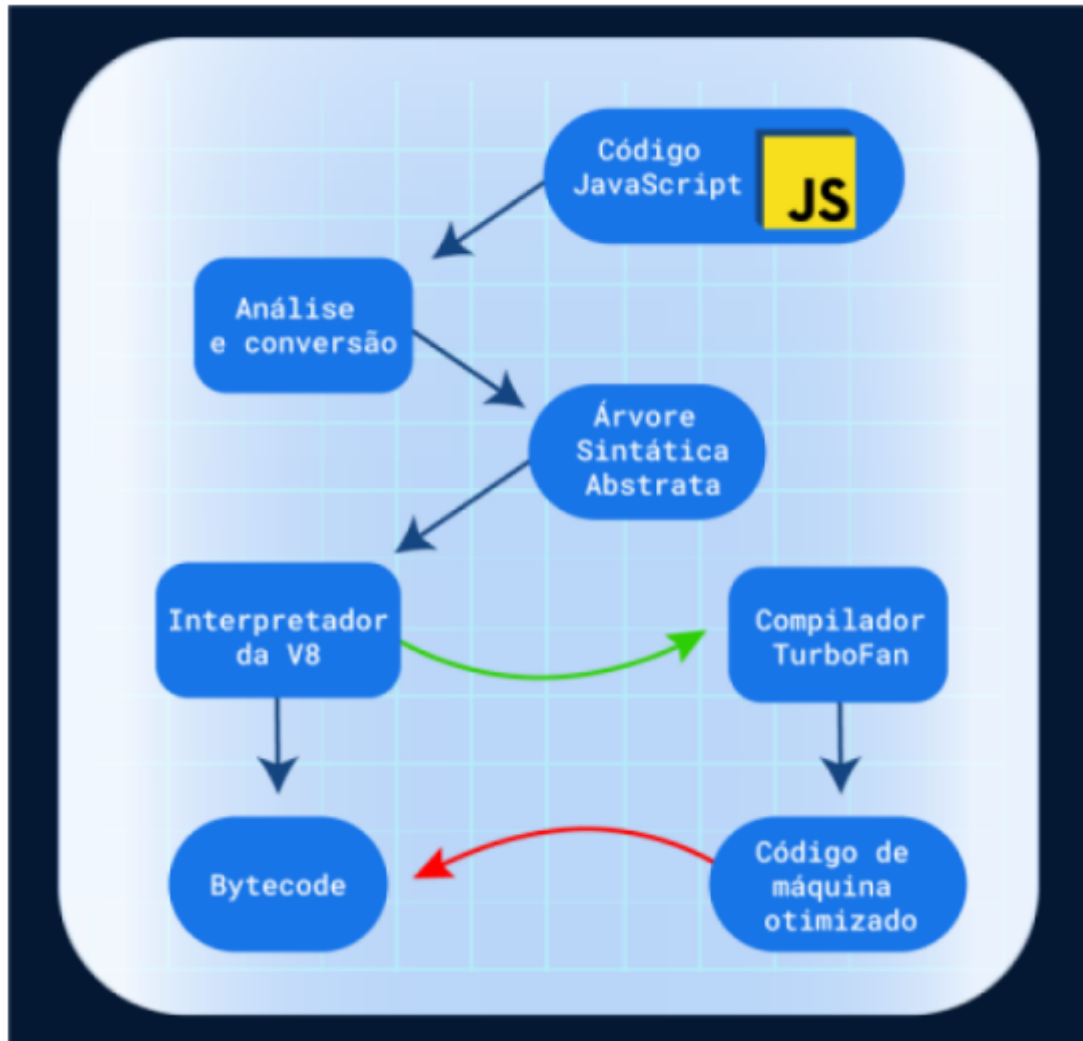 Código
JavaScript
JS
Análise
e conversão
Árvore
Sintática
Abstrata
Interpretador
da V8
Compilador
TurboFan
Bytecode
Código de
máquina
otimizado